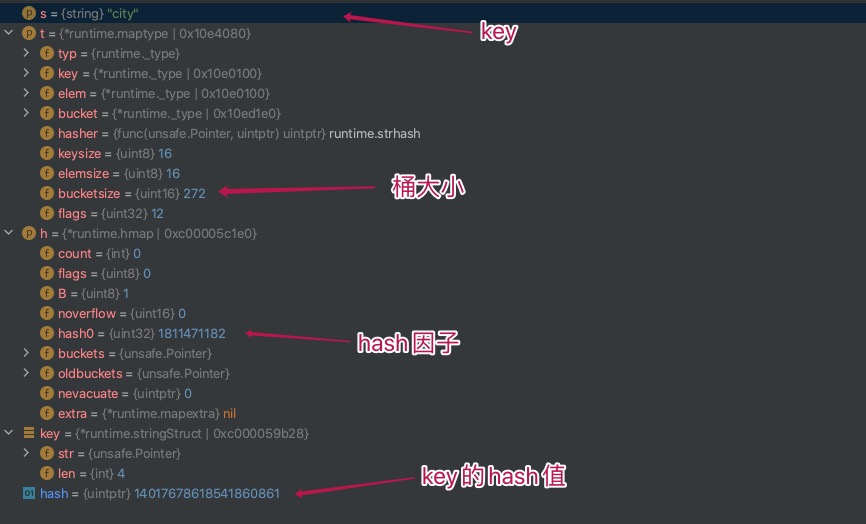 s = {string} "city"
key
t = {*runtime.maptype | 0x10e4080}
typ = {runtime._type}
key = {*runtime._type | 0x10e0100}
elem = {*runtime._type | 0x10e0100}
bucket = {*runtime._type | 0x10ed1e0}
hasher = {func(unsafe.Pointer, uintptr) uintptr} runtime.strhash
keysize = {uint8} 16
elemsize = {uint8} 16
bucketsize = {uint16} 272
桶大小
flags = {uint32} 12
h = {*runtime.hmap | 0xc00005c1e0}
count = {int} 0
flags = {uint8} 0
B = {uint8} 1
noverflow = {uint16} 0
hash0 = {uint32} 1811471182
hash 因子
buckets = {unsafe.Pointer}
oldbuckets = {unsafe.Pointer}
nevacuate = {uintptr} 0
extra = {*runtime.mapextra} nil
key = {*runtime.stringStruct | 0xc000059b28}
str = {unsafe.Pointer}
len = {int} 4
key 的 hash 值
hash = {uintptr} 14017678618541860861